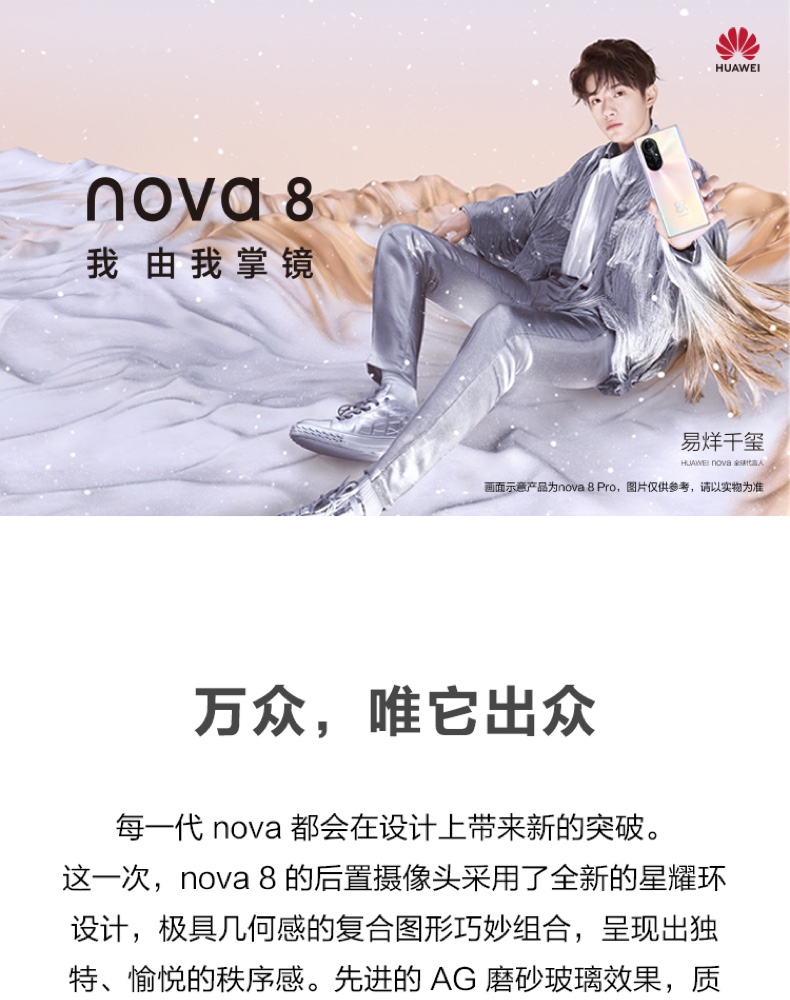 HUAWEI
nova 8
我 由我掌镜
易烊千玺
HUAWEI nova 全球代言人
画面示意产品为nova 8 Pro，图片仅供参考，请以实物为准
万众，唯它出众
每一代 nova 都会在设计上带来新的突破。
这一次，nova 8 的后置摄像头采用了全新的星耀环
设计，极具几何感的复合图形巧妙组合，呈现出独
特、愉悦的秩序感。先进的 AG 磨砂玻璃效果，质